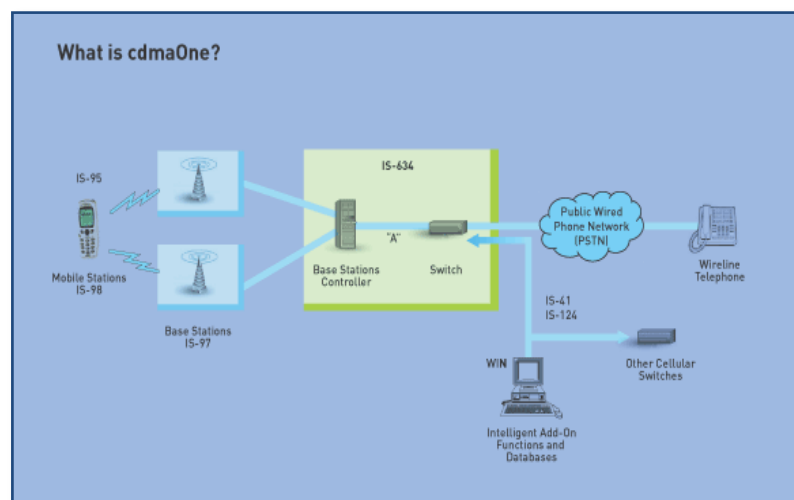 What is cdmaOne?
IS-95
Mobile Stations
IS-98
Base Stations
IS-97
IS-634
Base Stations
Controller
"A"
Switch
Public Wired
Phone Network
(PSTN)
Wireline
Telephone
IS-41
IS-124
Other Cellular
Switches
WIN
Intelligent Add-On
Functions and
Databases